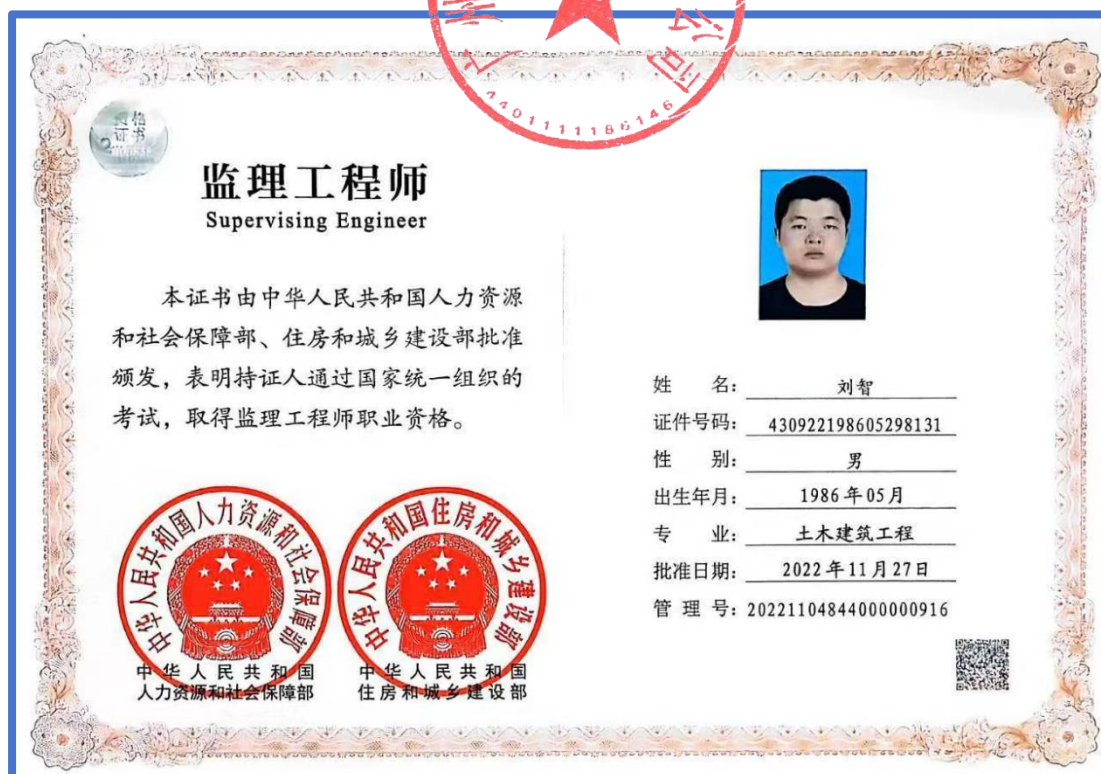 4401111186146
资格
证书
监理工程师
Supervising Engineer
本证书由中华人民共和国人力资源
和社会保障部、住房和城乡建设部批准
颁发，表明持证人通过国家统一组织的
考试，取得监理工程师职业资格。
中华人民共和国人力资源和社会保障部
中华人民共和国住房和城乡建设部
中华人民共和国
人力资源和社会保障部
中华人民共和国
住房和城乡建设部
姓 名： 刘智
证件号码： 430922198605298131
性 别： 男
出生年月： 1986年05月
专 业： 土木建筑工程
批准日期： 2022年11月27日
管 理 号： 20221104844000000916